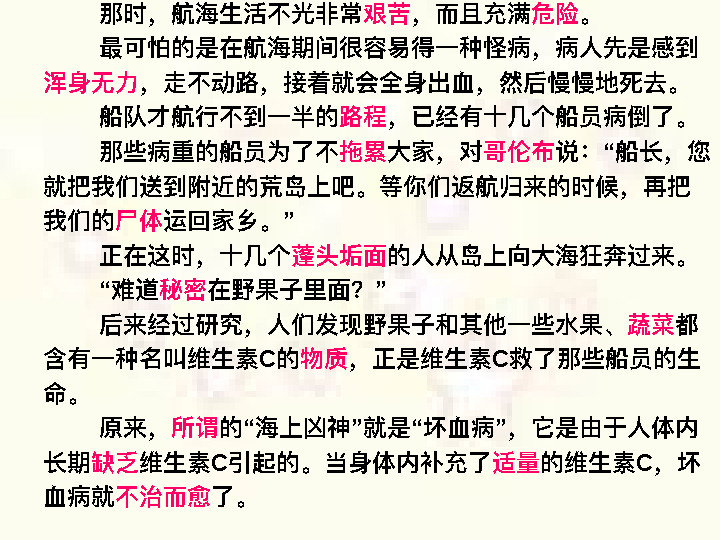 那时，航海生活不光非常艰苦，而且充满危险。
最可怕的是在航海期间很容易得一种怪病，病人先是感到
浑身无力，走不动路，接着就会全身出血，然后慢慢地死去。
船队才航行不到一半的路程，已经有十几个船员病倒了。
那些病重的船员为了不拖累大家，对哥伦布说：“船长，您
就把我们送到附近的荒岛上吧。等你们返航归来的时候，再把
我们的尸体运回家乡。”
正在这时，十几个蓬头垢面的人从岛上向大海狂奔过来。
“难道秘密在野果子里面？”
后来经过研究，人们发现野果子和其他一些水果、蔬菜都
含有一种名叫维生素C的物质，正是维生素C救了那些船员的生
命。
原来，所谓的“海上凶神”就是“坏血病”，它是由于人体内
长期缺乏维生素C引起的。当身体内补充了适量的维生素C，坏
血病就不治而愈了。